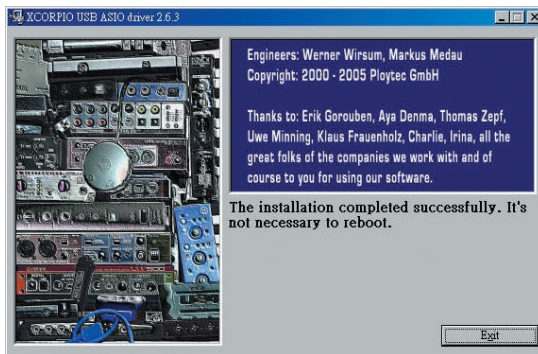 XCORPIO USB ASIO driver 2.6.3
Engineers: Werner Wirsum, Markus Medau
Copyright: 2000 - 2005 Ploytec GmbH
Thanks to: Erik Gorouben, Aya Denma, Thomas Zepf,
Uwe Minning, Klaus Frauenholz, Charlie, Irina, all the
great folks of the companies we work with and of
course to you for using our software.
The installation completed successfully. It's
not necessary to reboot.
Exit